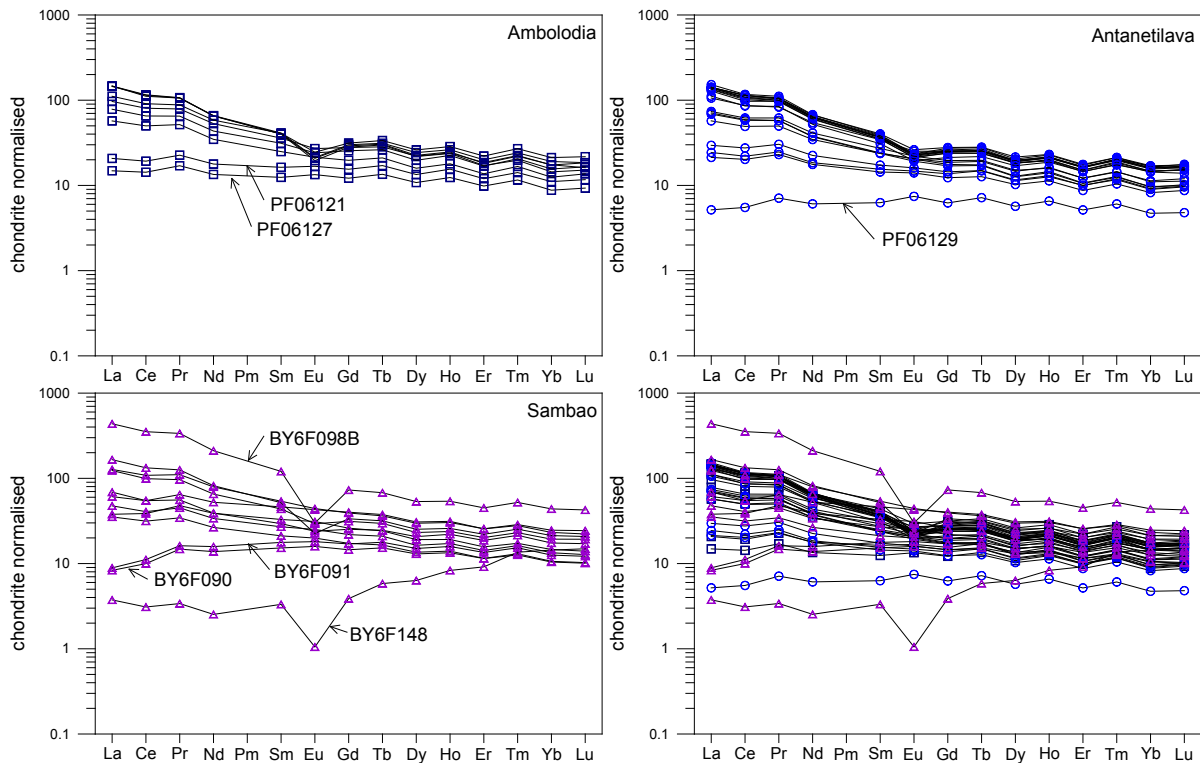 1000
100
10
1
0.1
chondrite normalised
Ambolodia
PF06121
PF06127
La Ce Pr Nd Pm Sm Eu Gd Tb Dy Ho Er Tm Yb Lu
1000
100
10
1
0.1
chondrite normalised
Antanetilava
PF06129
La Ce Pr Nd Pm Sm Eu Gd Tb Dy Ho Er Tm Yb Lu
1000
100
10
1
0.1
chondrite normalised
Sambao
BY6F098B
BY6F091
BY6F090
BY6F148
La Ce Pr Nd Pm Sm Eu Gd Tb Dy Ho Er Tm Yb Lu
1000
100
10
1
0.1
chondrite normalised
La Ce Pr Nd Pm Sm Eu Gd Tb Dy Ho Er Tm Yb Lu